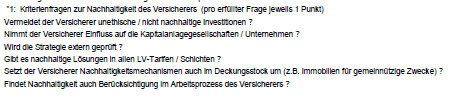 *1: Kriterienfragen zur Nachhaltigkeit des Versicherers (pro erfüllter Frage jeweils 1 Punkt)
Vermeidet der Versicherer unethische / nicht nachhaltige Investitionen ?
Nimmt der Versicherer Einfluss auf die Kapitalanlagegesellschaften / Unternehmen ?
Wird die Strategie extern geprüft ?
Gibt es nachhaltige Lösungen in allen LV-Tarifen / Schichten ?
Setzt der Versicherer Nachhaltigkeitsmechanismen auch im Deckungsstock um (z.B. Immobilien für gemeinnützige Zwecke) ?
Findet Nachhaltigkeit auch Berücksichtigung im Arbeitsprozess des Versicherers ?